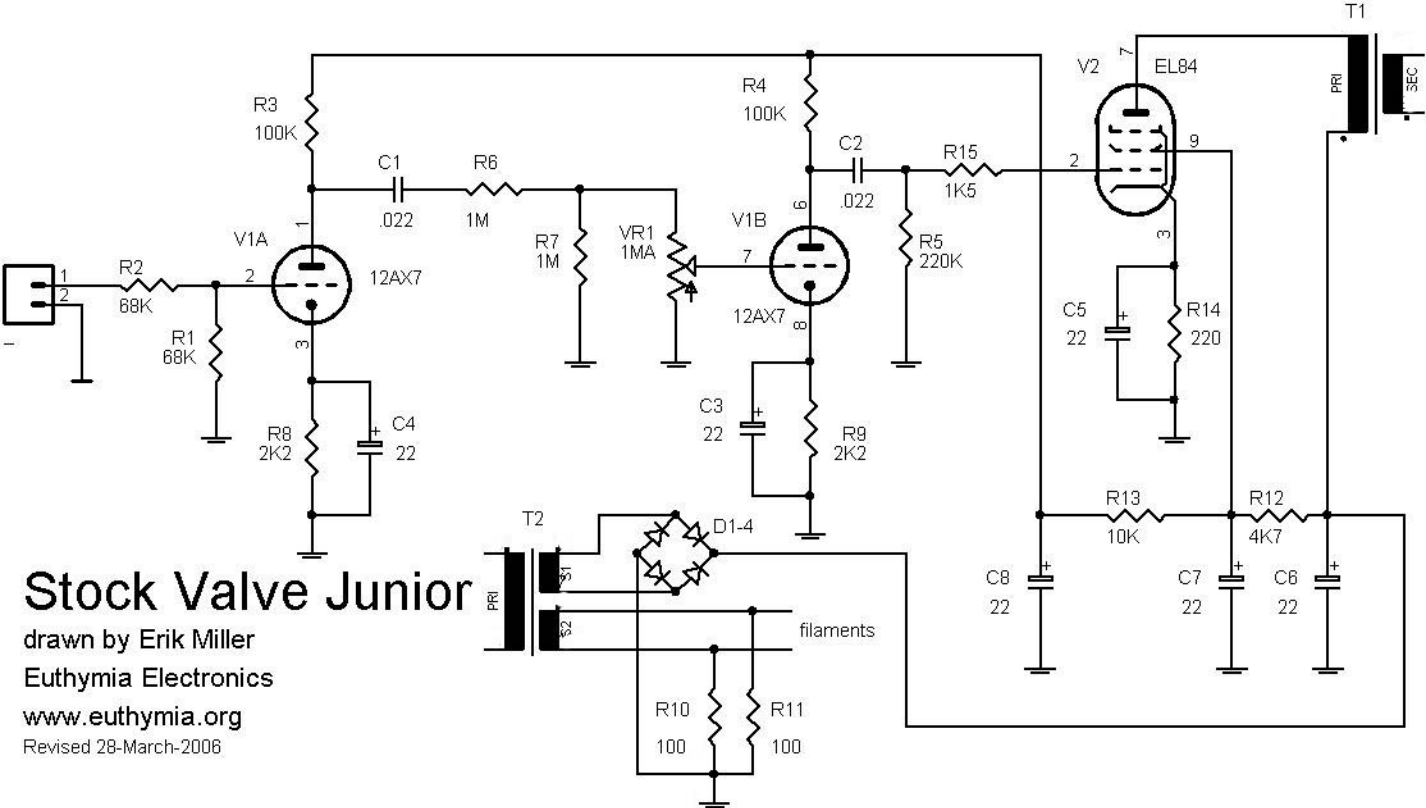 T1
R3
100K
R4
100K
V2
EL84
7
PRI
SEC
C1
.022
R6
1M
C2
.022
R15
1K5
2
9
1
V1A
2
12AX7
3
R7
1M
VR1
1MA
V1B
6
7
12AX7
8
R5
220K
3
1
2
R2
68K
R1
68K
C5
+
22
R14
220
R8
2K2
+
C4
22
C3
+
22
R9
2K2
R13
10K
R12
4K7
T2
D1-4
PRI
S1
S2
filaments
C8
+
22
C7
+
22
C6
+
22
R10
100
R11
100
Stock Valve Junior
drawn by Erik Miller
Euthymia Electronics
www.euthymia.org
Revised 28-March-2006